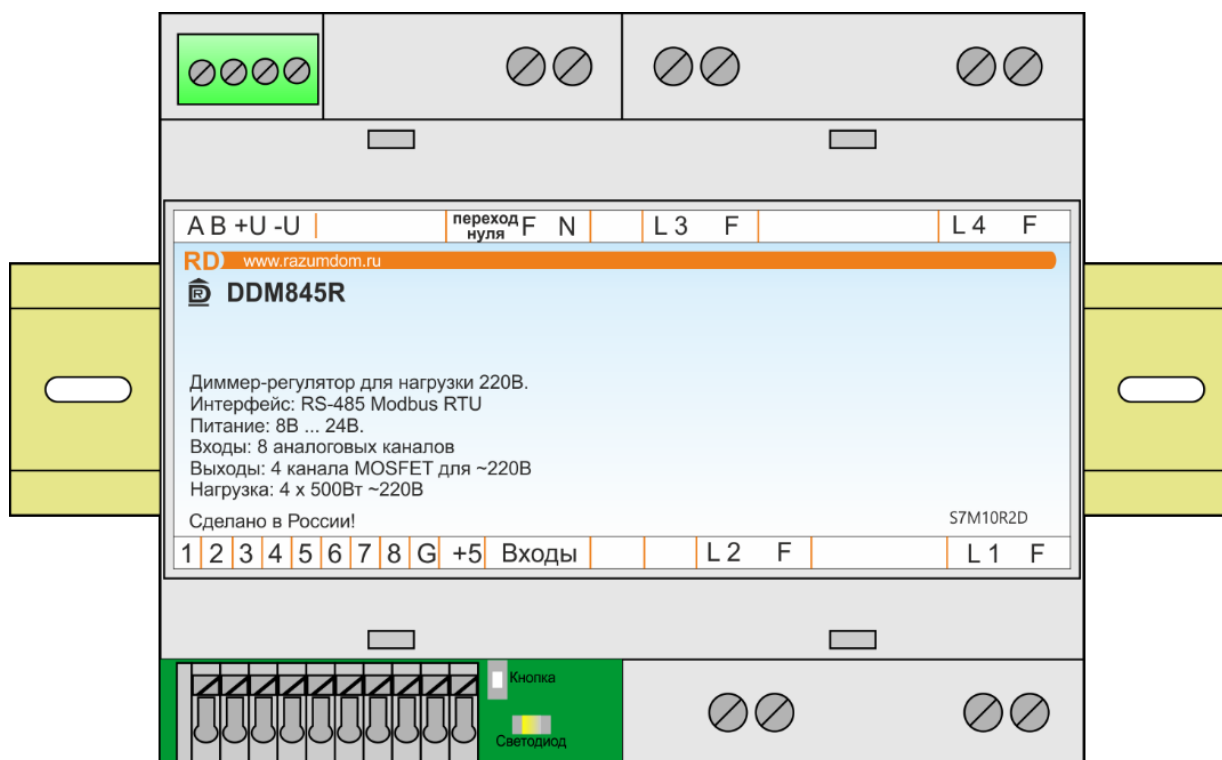 A B +U -U переход нуля F N L 3 F L 4 F
RD www.razumdom.ru
R DDM845R
Диммер-регулятор для нагрузки 220В.
Интерфейс: RS-485 Modbus RTU
Питание: 8В ... 24В.
Входы: 8 аналоговых каналов
Выходы: 4 канала MOSFET для ~220В
Нагрузка: 4 x 500Вт ~220В
Сделано в России! S7M10R2D
1 2 3 4 5 6 7 8 G +5 Входы L 2 F L 1 F
Кнопка
Светодиод